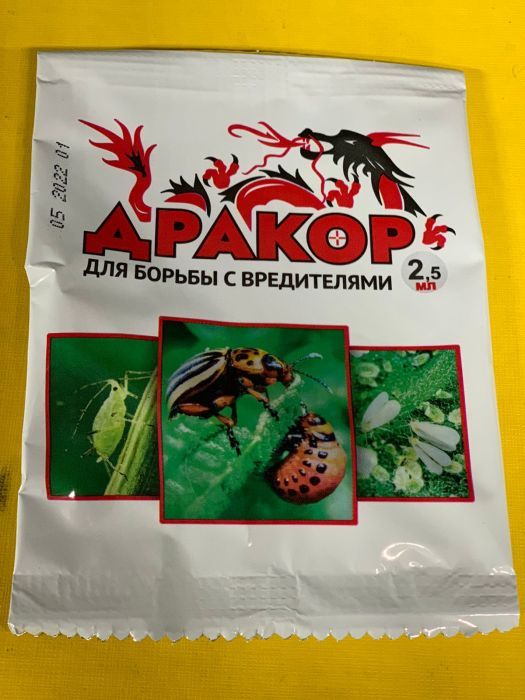 05 2022 01
ДРАКОР
ДЛЯ БОРЬБЫ С ВРЕДИТЕЛЯМИ
2,5
МЛ